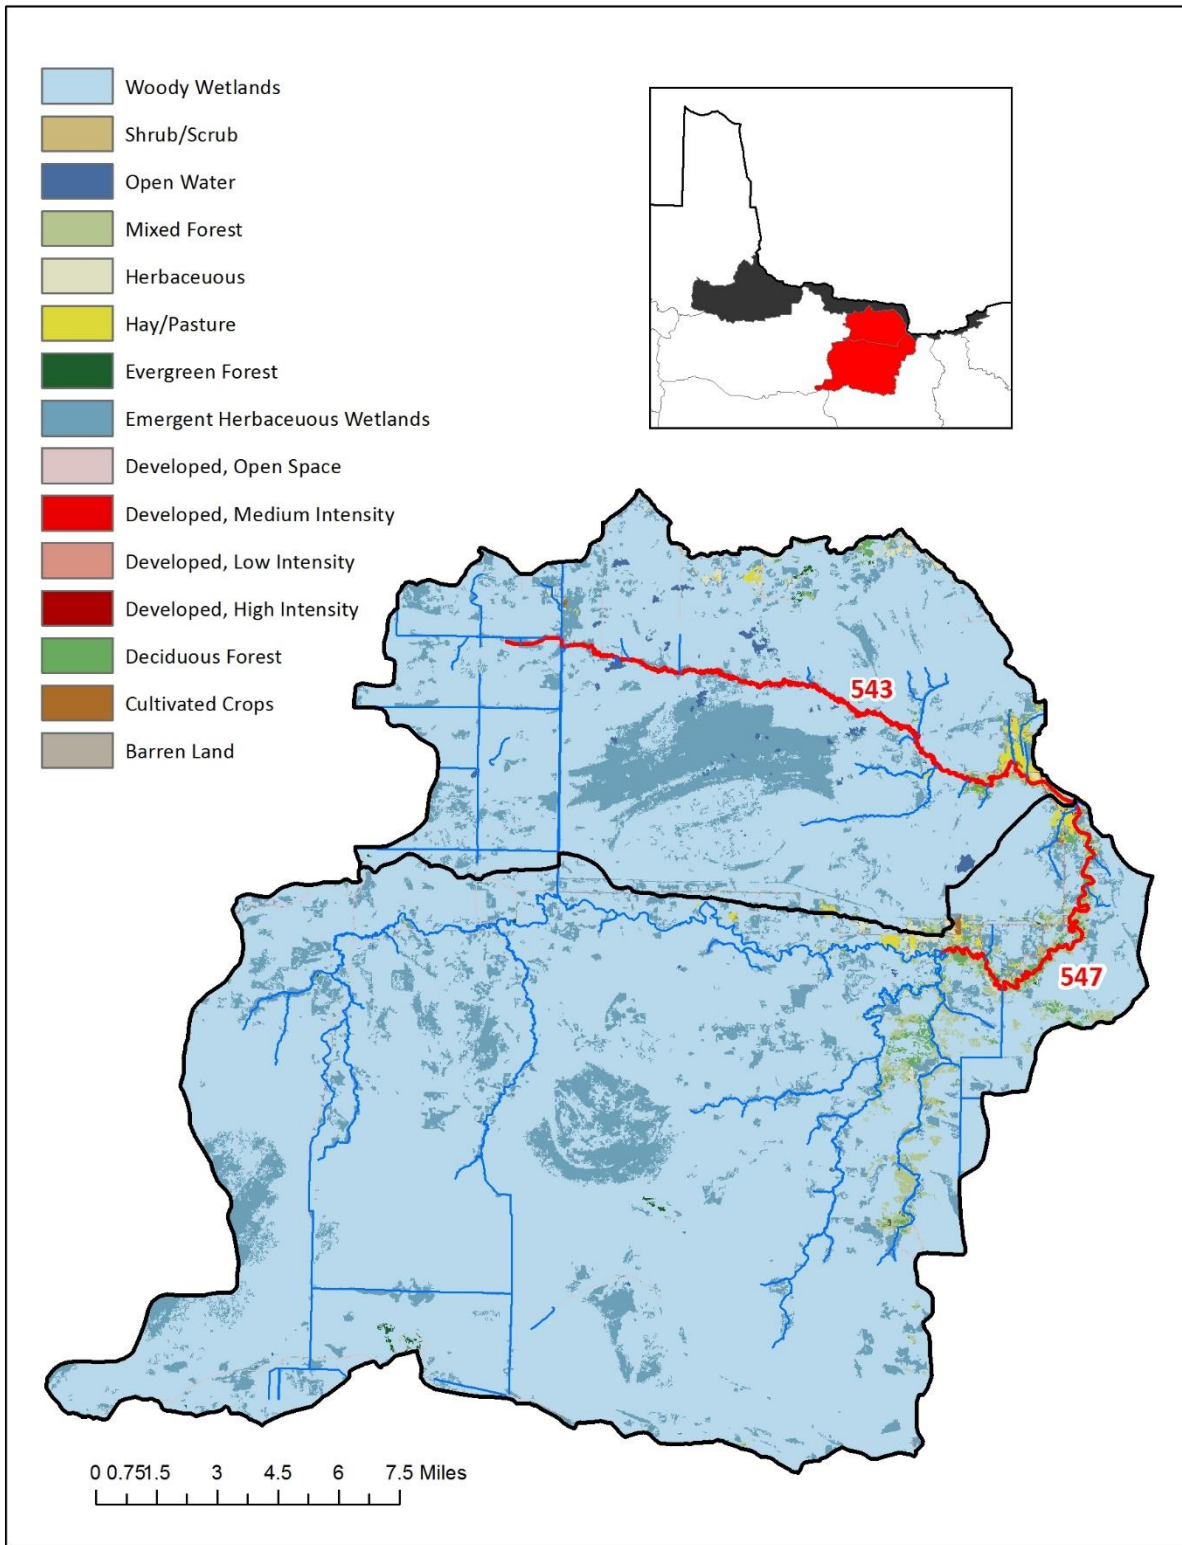 Woody Wetlands
Shrub/Scrub
Open Water
Mixed Forest
Herbaceuous
Hay/Pasture
Evergreen Forest
Emergent Herbaceuous Wetlands
Developed, Open Space
Developed, Medium Intensity
Developed, Low Intensity
Developed, High Intensity
Deciduous Forest
Cultivated Crops
Barren Land
543
547
0 0.751.5 3 4.5 6 7.5 Miles